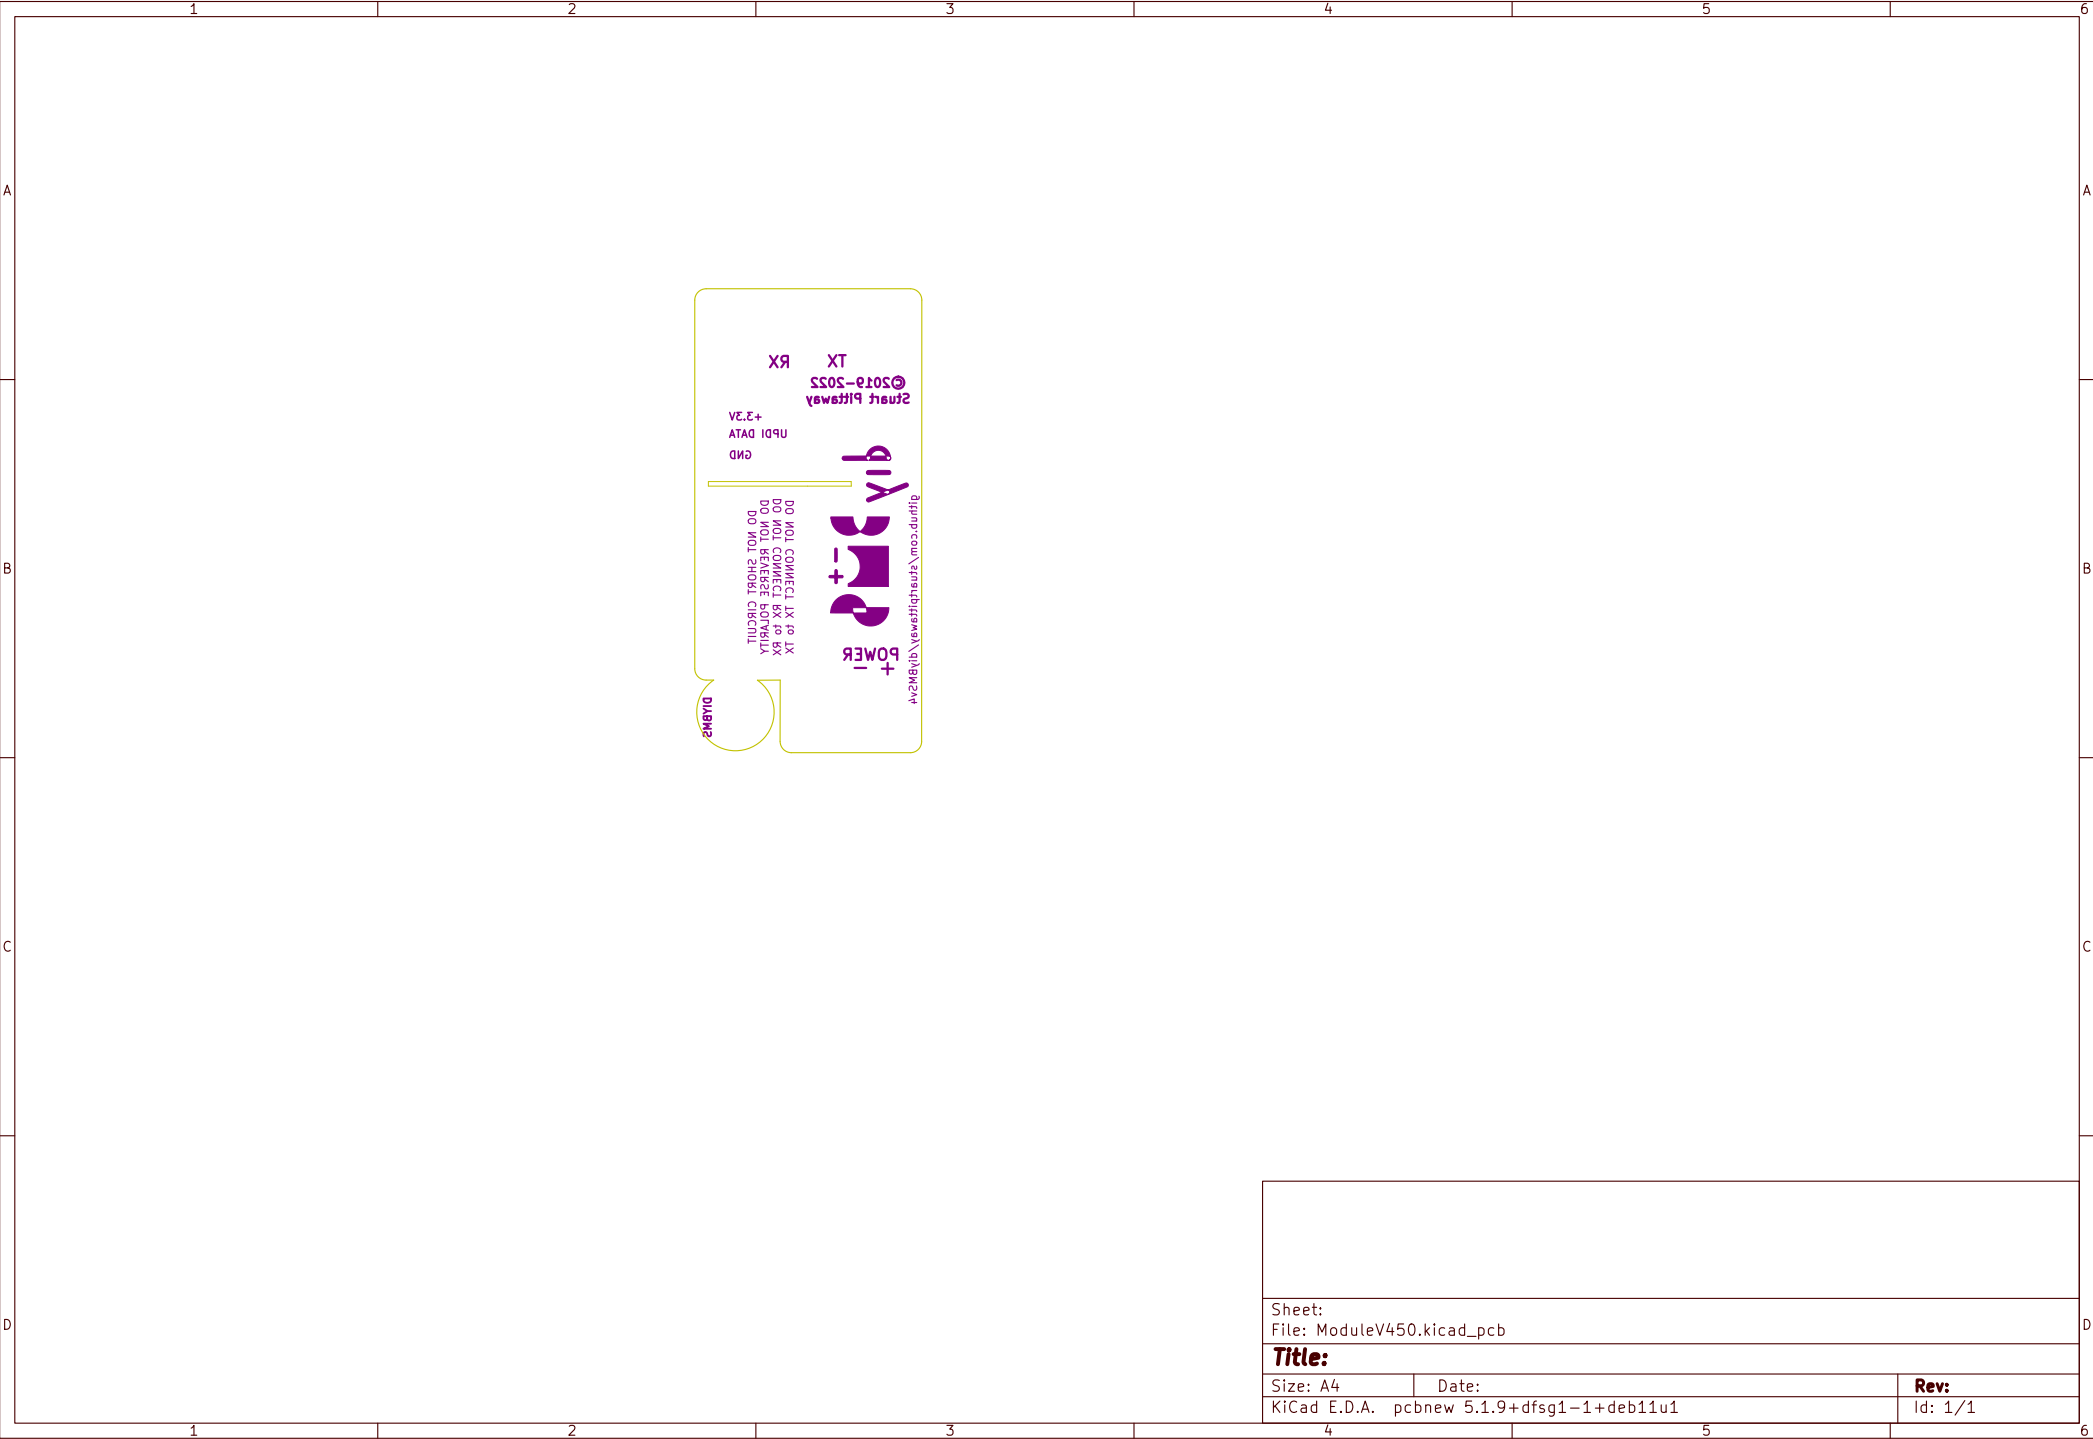 1 2 3 4 5 6
A A
RX TX
©2019-2022
Stuart Pittaway
+3.3V
UPDI DATA
GND
diy
DO NOT CONNECT TX to TX
DO NOT CONNECT RX to RX
DO NOT REVERSE POLARITY
DO NOT SHORT CIRCUIT
- +
github.com/stuartpittaway/diyBMSv4
B B
POWER
- +
DIYBMS
C C
D D
Sheet:
File: ModuleV450.kicad_pcb
Title:
Size: A4 Date: Rev:
KiCad E.D.A. pcbnew 5.1.9+dfsg1-1+deb11u1 Id: 1/1
1 2 3 4 5 6